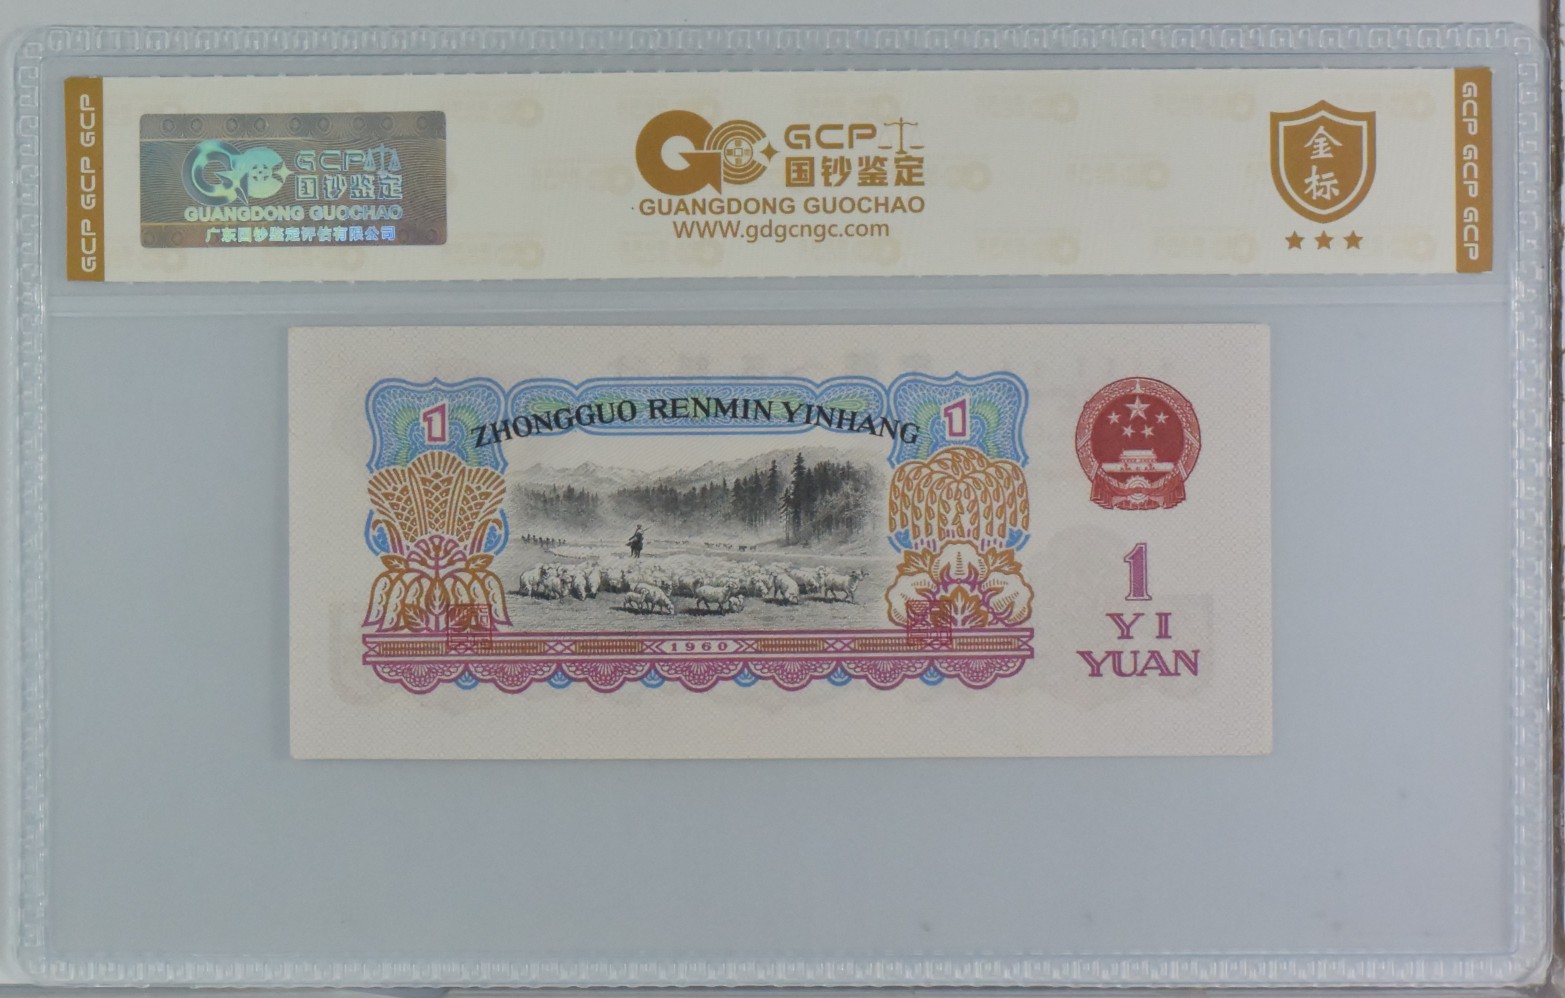 GCP GCP GCP
GCP
国钞鉴定
GUANGDONG GUOCHAO
广东国钞鉴定评估有限公司
GCP
国钞鉴定
GUANGDONG GUOCHAO
WWW.gdgcngc.com
金标
GCP GCP GCP
1
ZHONGGUO RENMIN YINHANG
1
1
YI
YUAN
1960